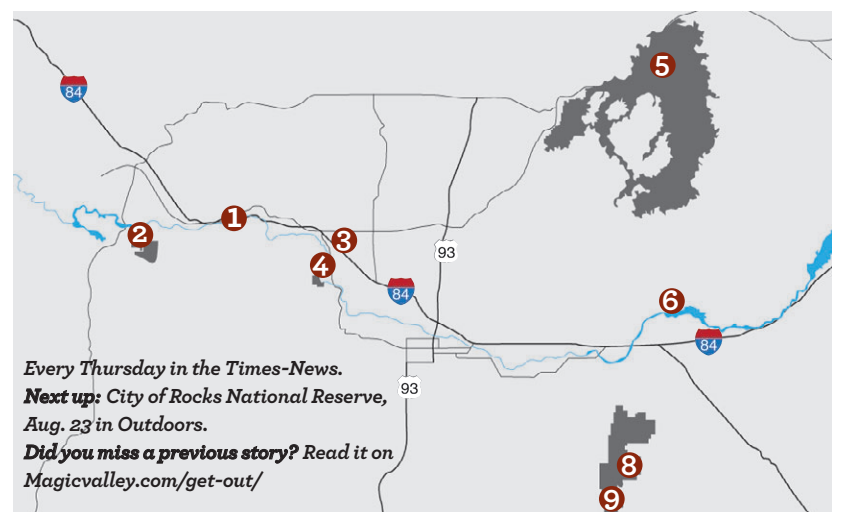 5
84
1
2
3
93
4
84
6
84
93
Every Thursday in the Times-News.
Next up: City of Rocks National Reserve,
Aug. 23 in Outdoors.
Did you miss a previous story? Read it on
Magicvalley.com/get-out/
8
9